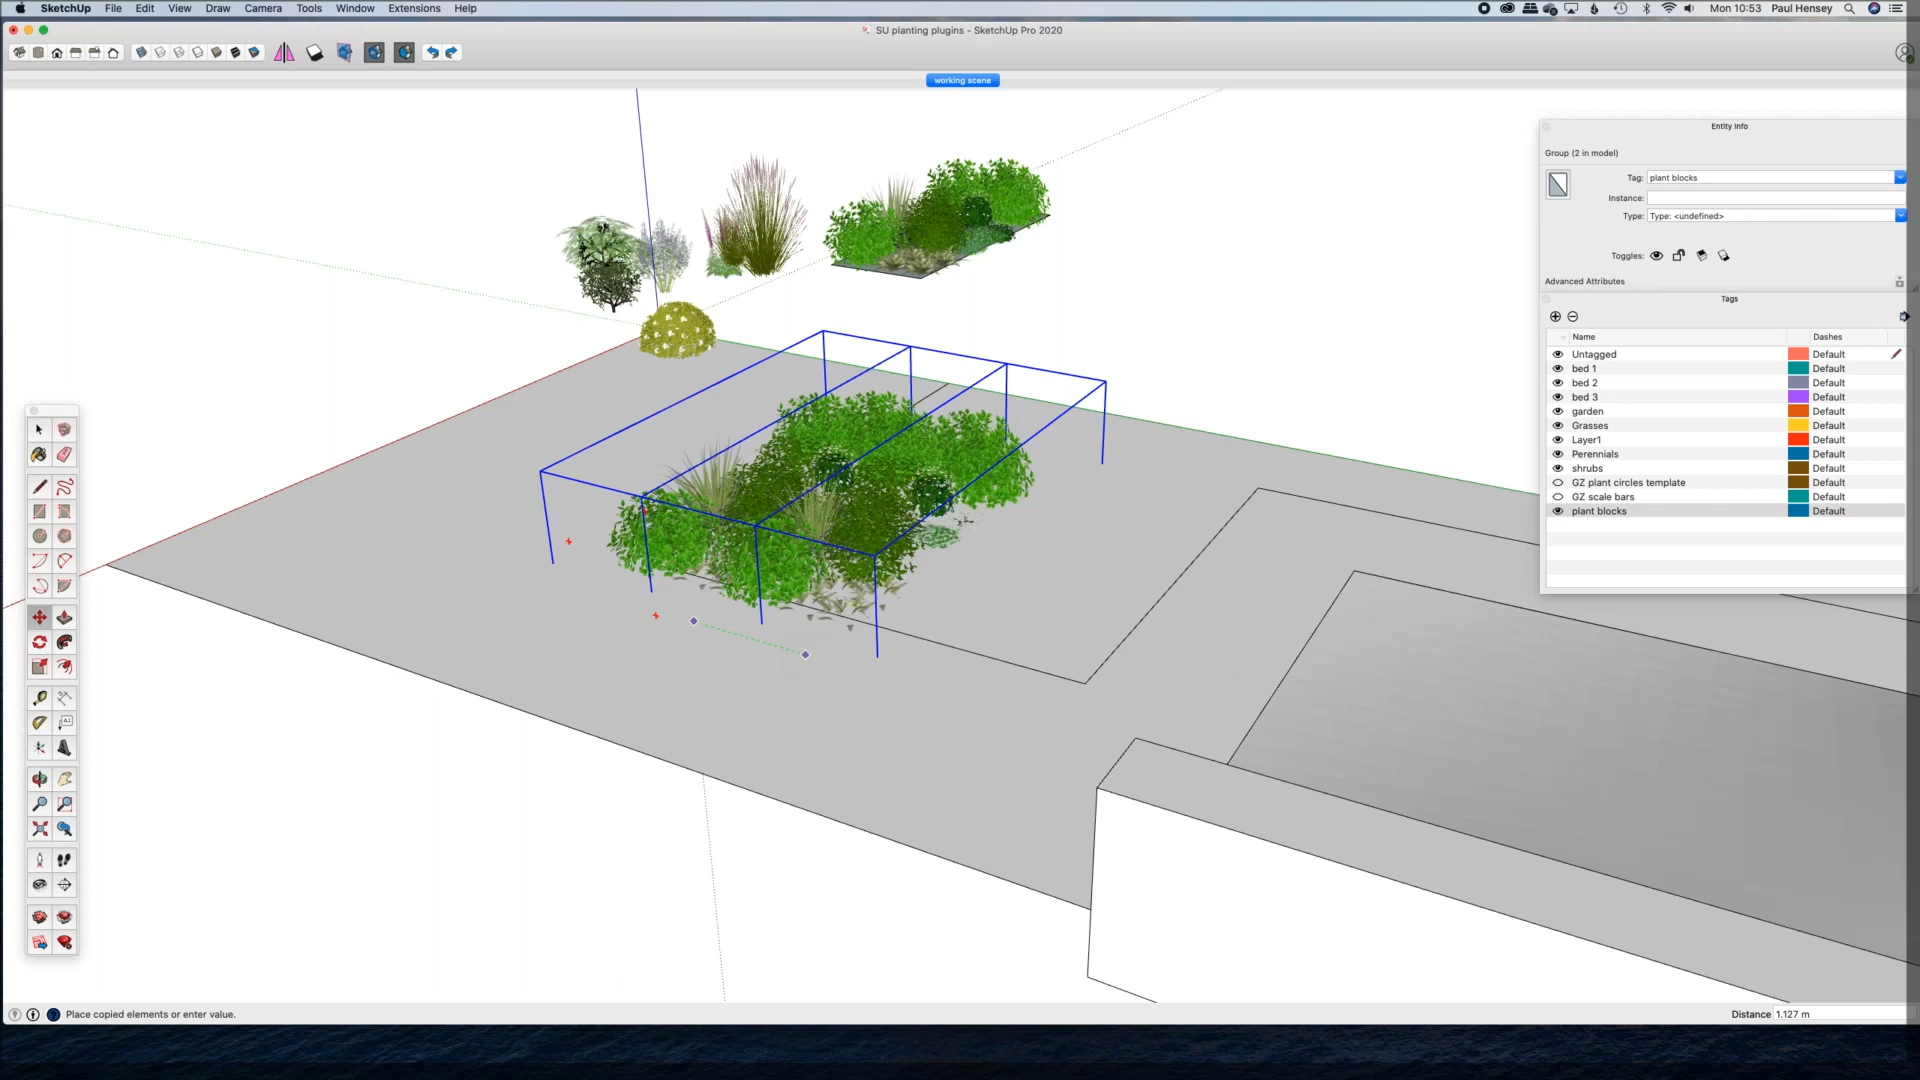 SketchUp File Edit View Draw Camera Tools Window Extensions Help Mon 10:53 Paul Hensey
SU planting plugins - SketchUp Pro 2020
working scene
Entity Info
Group (2 in model)
Tag: plant blocks
Instance:
Type: Type: <undefined>
Toggles:
Advanced Attributes
Tags
Name Dashes
Untagged Default
bed 1 Default
bed 2 Default
bed 3 Default
garden Default
Grasses Default
Layer1 Default
Perennials Default
shrubs Default
GZ plant circles template Default
GZ scale bars Default
plant blocks Default
Place copied elements or enter value.
Distance 1.127 m